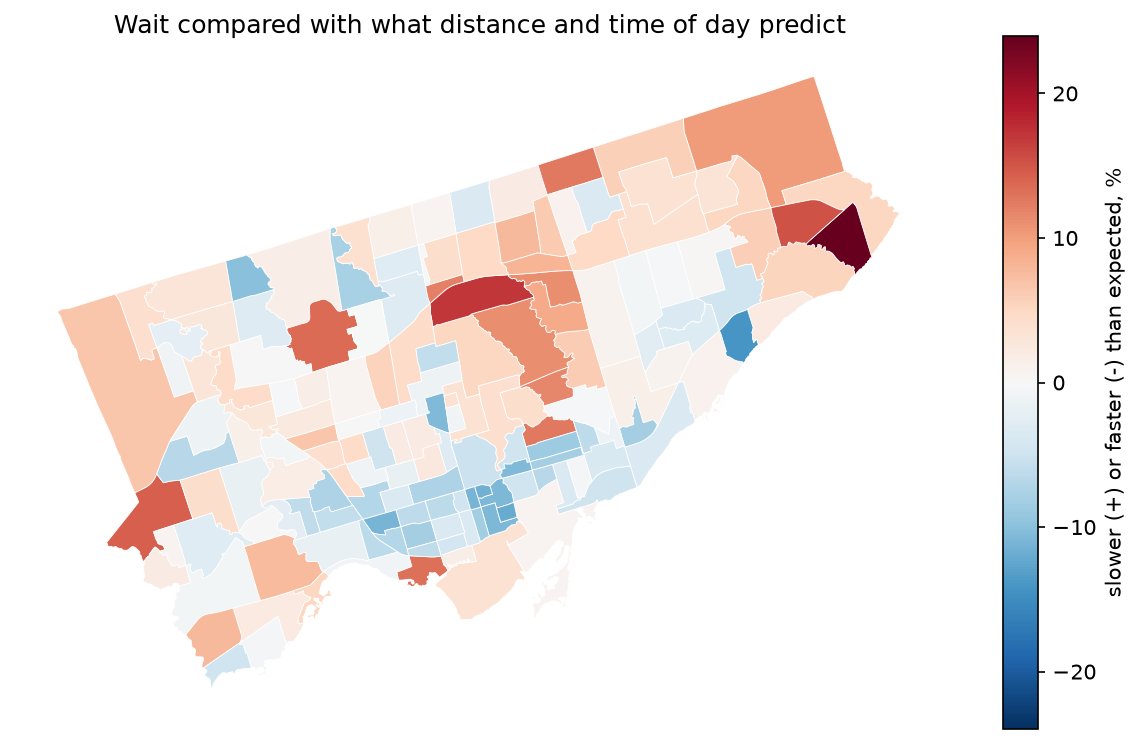 Wait compared with what distance and time of day predict
20
10
0
−10
−20
slower (+) or faster (-) than expected, %